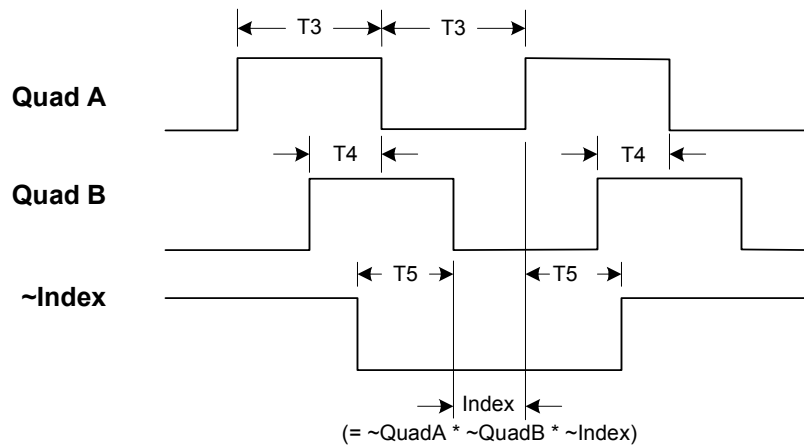 T3 T3
Quad A
T4 T4
Quad B
T5 T5
~Index
Index
(= ~QuadA * ~QuadB * ~Index)